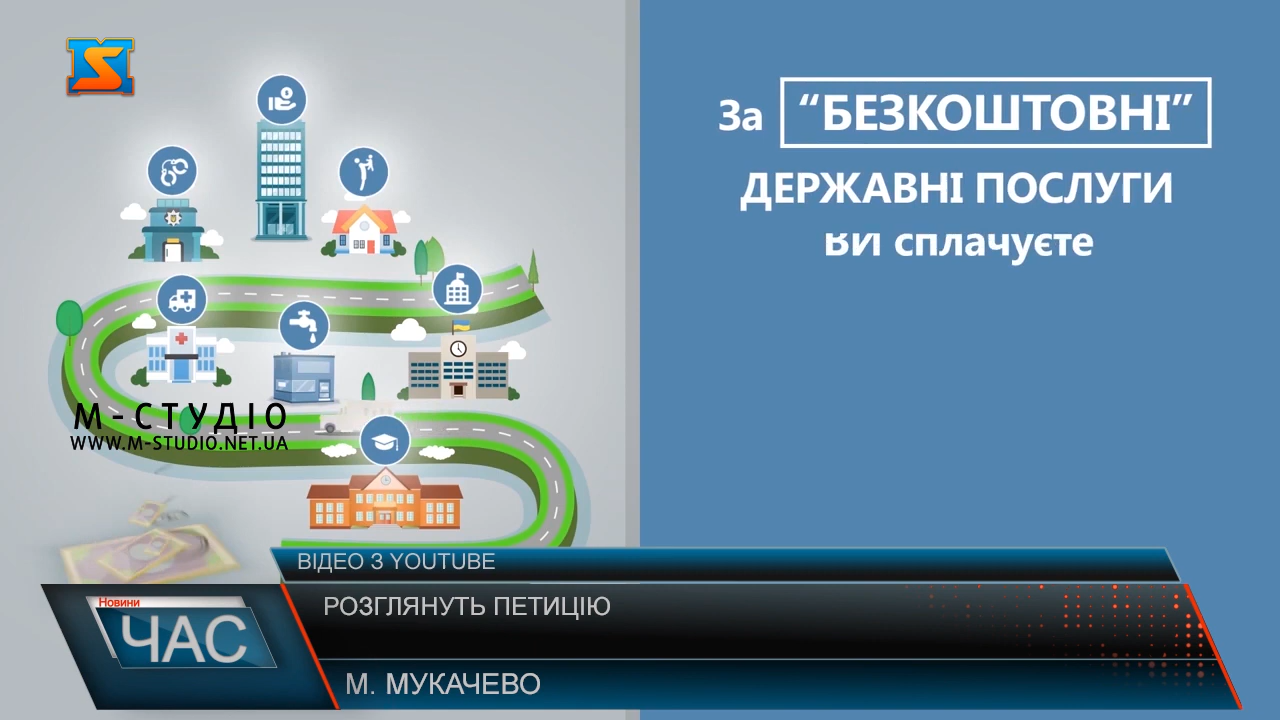 За “БЕЗКОШТОВНІ”
ДЕРЖАВНІ ПОСЛУГИ
ВИ сплачуєте
М-СТУДІО
WWW.M-STUDIO.NET.UA
ВІДЕО З YOUTUBE
Новини
ЧАС
РОЗГЛЯНУТЬ ПЕТИЦІЮ
М. МУКАЧЕВО